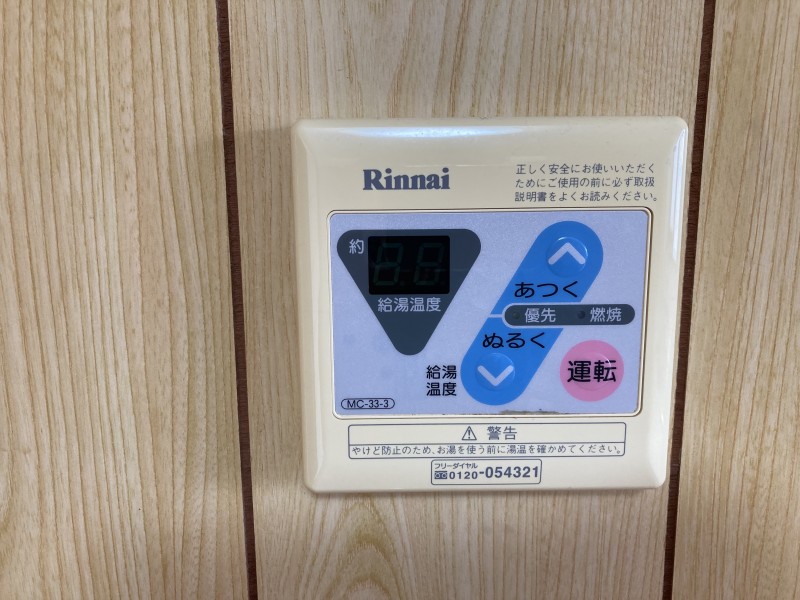 Rinnai
正しく安全にお使いいただく
ためにご使用の前に必ず取扱
説明書をよくお読みください。
約
給湯温度
あつく
優先 燃焼
ぬるく
給湯
温度
運転
MC-33-3
警告
やけど防止のため、お湯を使う前に湯温を確かめてください。
フリーダイヤル
0120-054321